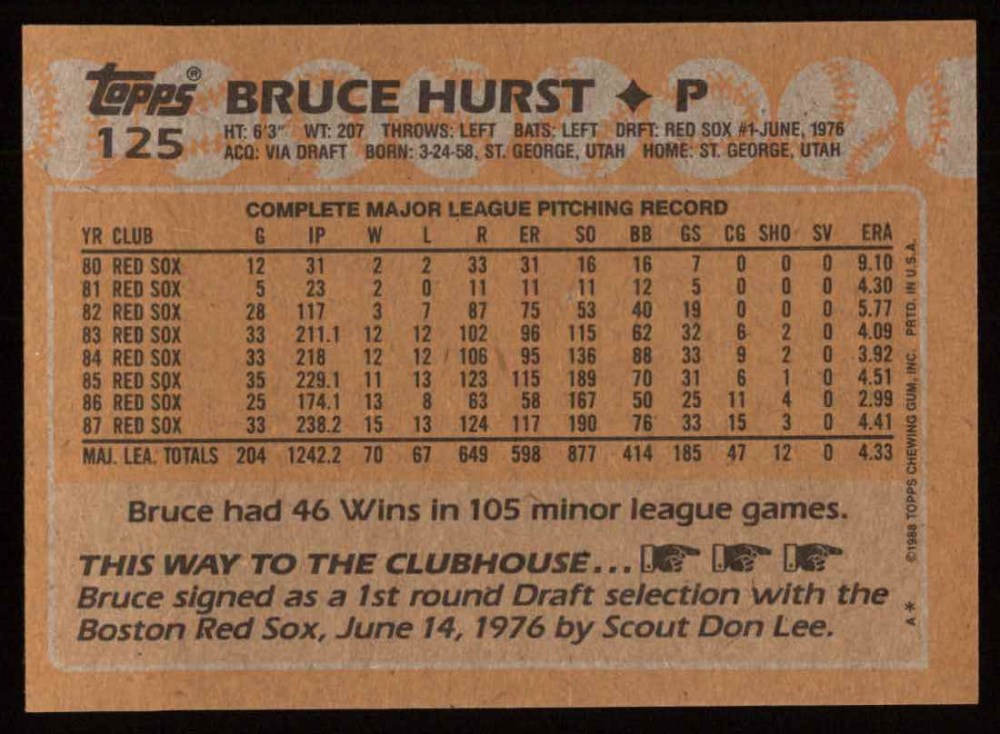 topps® BRUCE HURST ✦ P
125
HT: 6'3" WT: 207 THROWS: LEFT BATS: LEFT DRFT: RED SOX #1-JUNE, 1976
ACQ: VIA DRAFT BORN: 3-24-58, ST. GEORGE, UTAH HOME: ST. GEORGE, UTAH
COMPLETE MAJOR LEAGUE PITCHING RECORD
YR CLUB G IP W L R ER SO BB GS CG SHO SV ERA
80 RED SOX 12 31 2 2 33 31 16 16 7 0 0 0 9.10
81 RED SOX 5 23 2 0 11 11 11 12 5 0 0 0 4.30
82 RED SOX 28 117 3 7 87 75 53 40 19 0 0 0 5.77
83 RED SOX 33 211.1 12 12 102 96 115 62 32 6 2 0 4.09
84 RED SOX 33 218 12 12 106 95 136 88 33 9 2 0 3.92
85 RED SOX 35 229.1 11 13 123 115 189 70 31 6 1 0 4.51
86 RED SOX 25 174.1 13 8 63 58 167 50 25 11 4 0 2.99
87 RED SOX 33 238.2 15 13 124 117 190 76 33 15 3 0 4.41
MAJ. LEA. TOTALS 204 1242.2 70 67 649 598 877 414 185 47 12 0 4.33
Bruce had 46 Wins in 105 minor league games.
THIS WAY TO THE CLUBHOUSE...
Bruce signed as a 1st round Draft selection with the
Boston Red Sox, June 14, 1976 by Scout Don Lee.
A* ©1988 TOPPS CHEWING GUM, INC. PRTD. IN U.S.A.